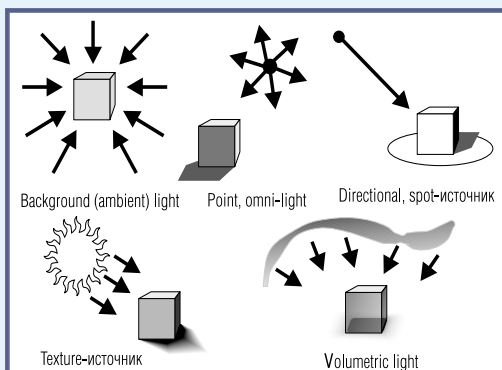 Background (ambient) light
Point, omni-light
Directional, spot-источник
Texture-источник
Volumetric light